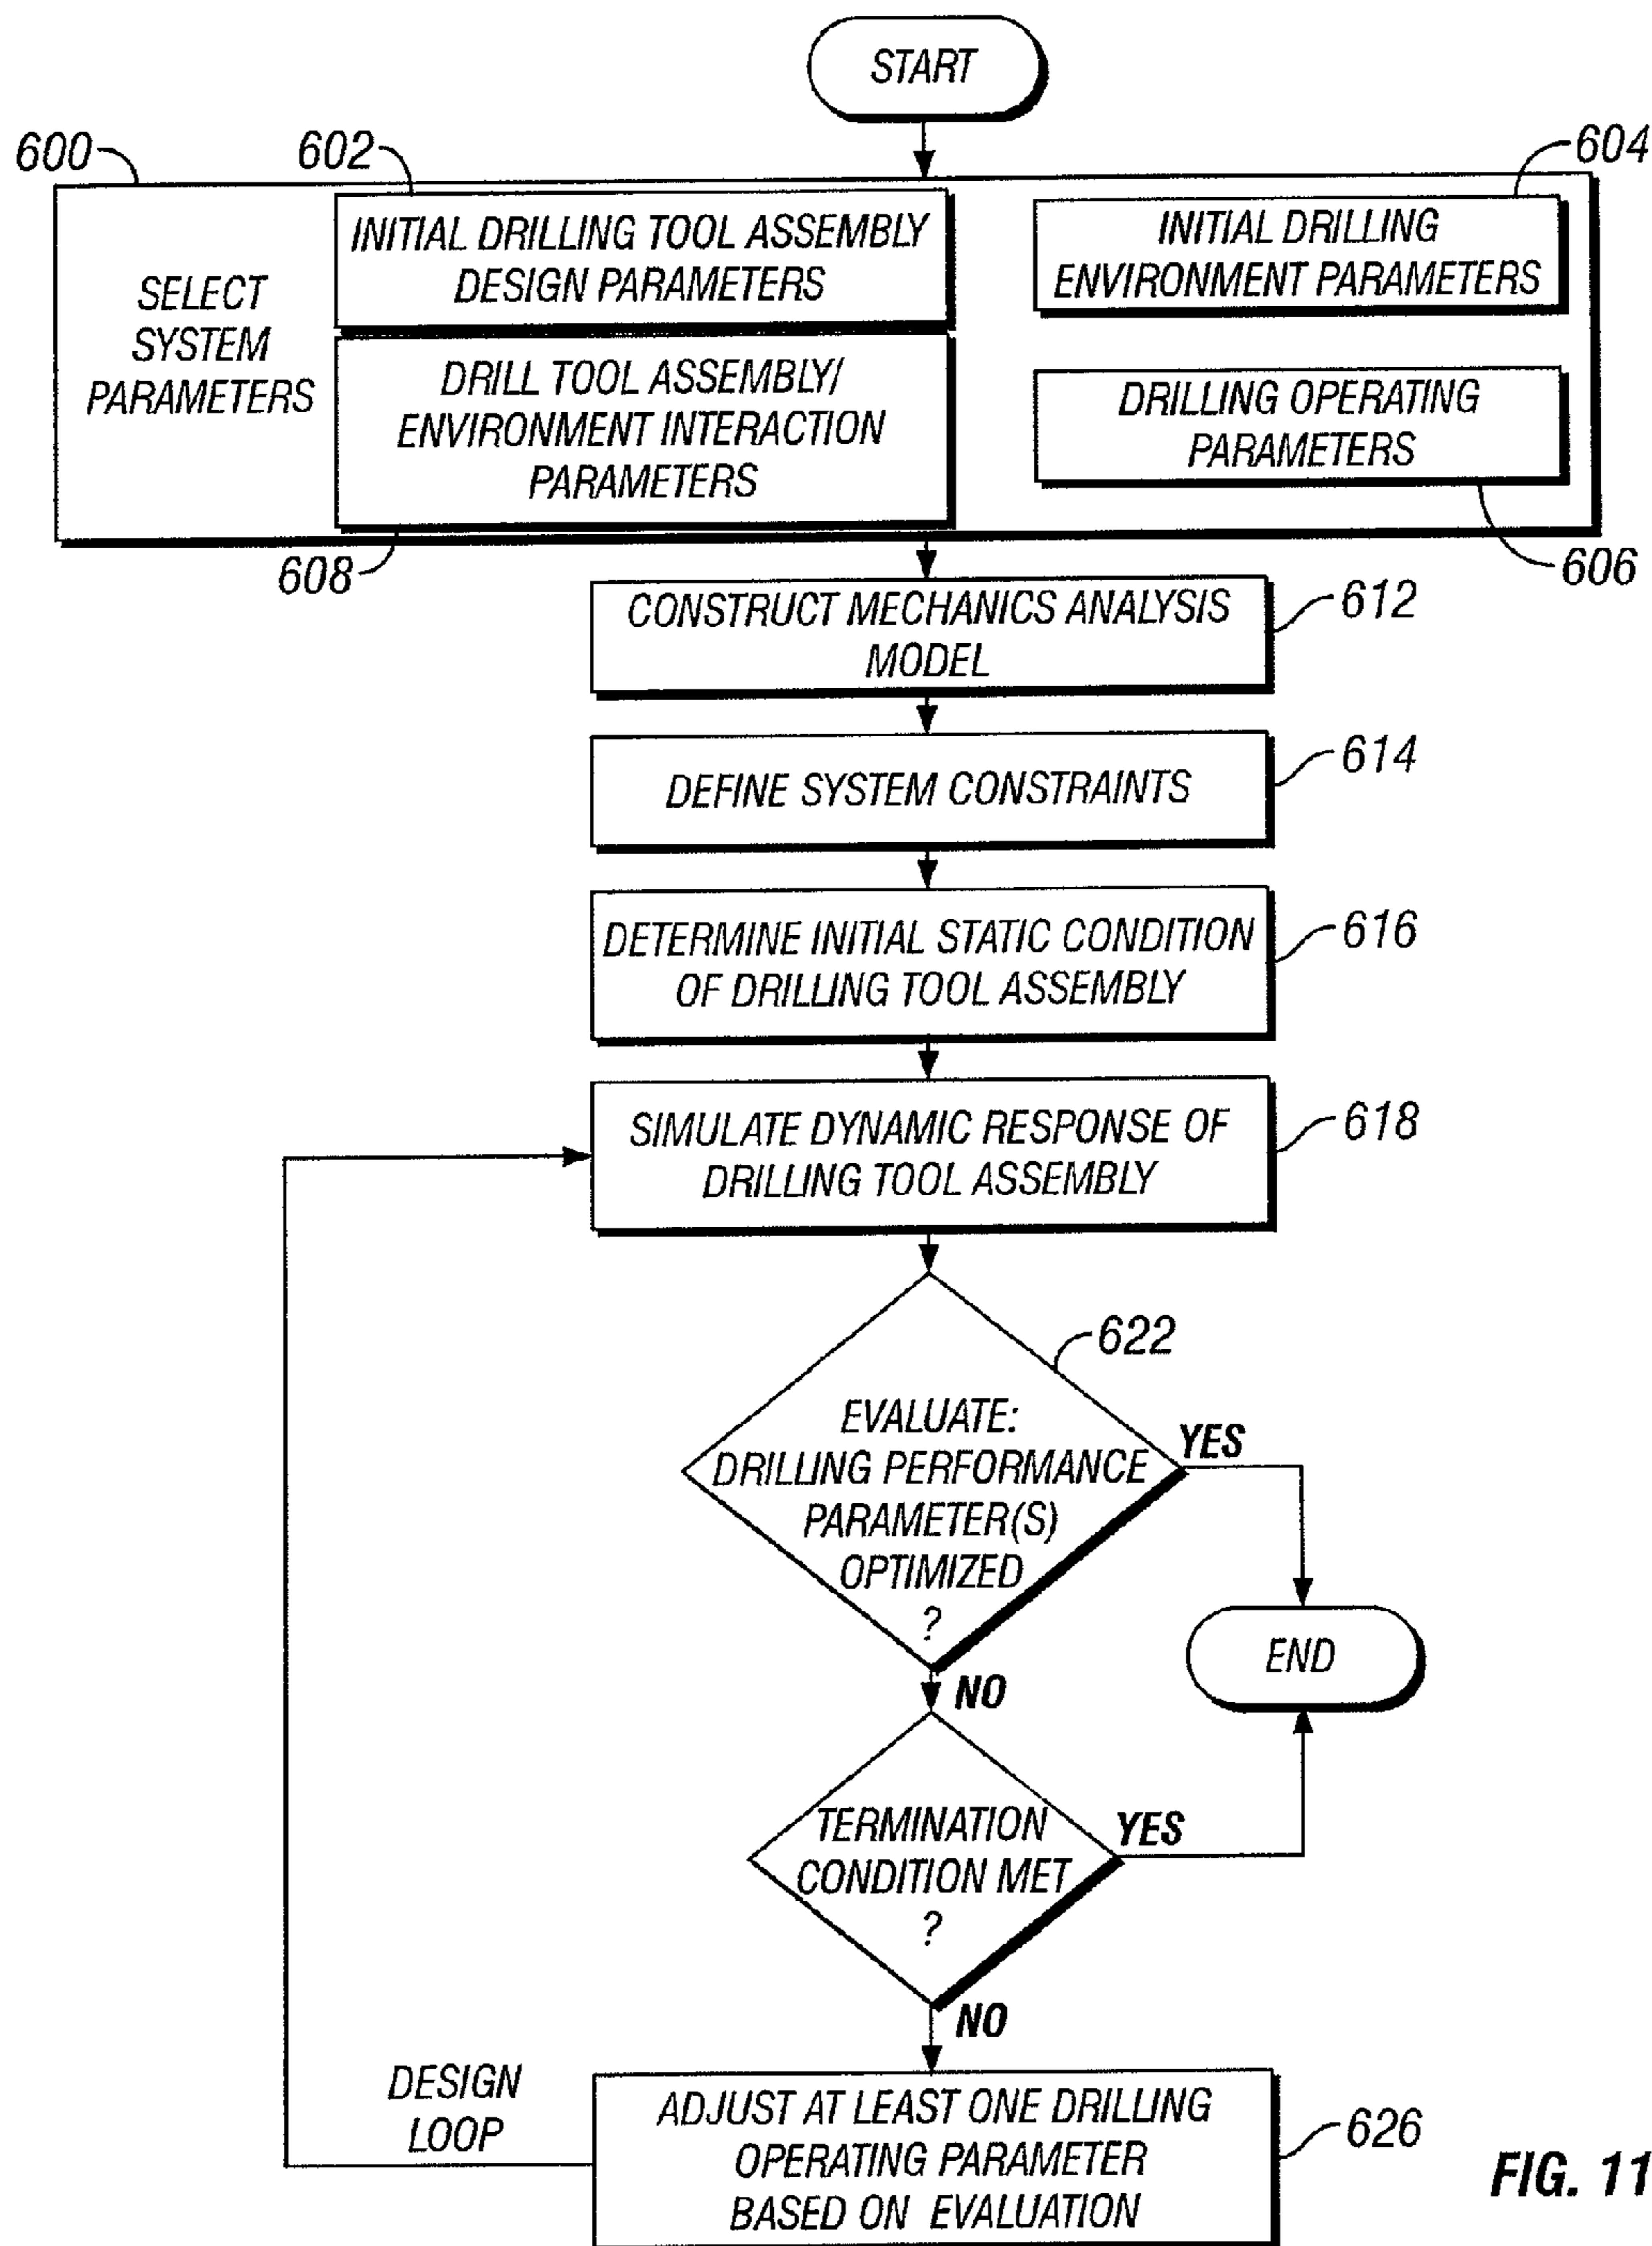 START
600
602
604
SELECT
SYSTEM
PARAMETERS
INITIAL DRILLING TOOL ASSEMBLY
DESIGN PARAMETERS
INITIAL DRILLING
ENVIRONMENT PARAMETERS
DRILL TOOL ASSEMBLY/
ENVIRONMENT INTERACTION
PARAMETERS
DRILLING OPERATING
PARAMETERS
608
606
CONSTRUCT MECHANICS ANALYSIS
MODEL
612
DEFINE SYSTEM CONSTRAINTS
614
DETERMINE INITIAL STATIC CONDITION
OF DRILLING TOOL ASSEMBLY
616
SIMULATE DYNAMIC RESPONSE OF
DRILLING TOOL ASSEMBLY
618
622
EVALUATE:
DRILLING PERFORMANCE
PARAMETER(S)
OPTIMIZED
?
YES
NO
END
TERMINATION
CONDITION MET
?
YES
NO
DESIGN
LOOP
ADJUST AT LEAST ONE DRILLING
OPERATING PARAMETER
BASED ON EVALUATION
626
FIG. 11